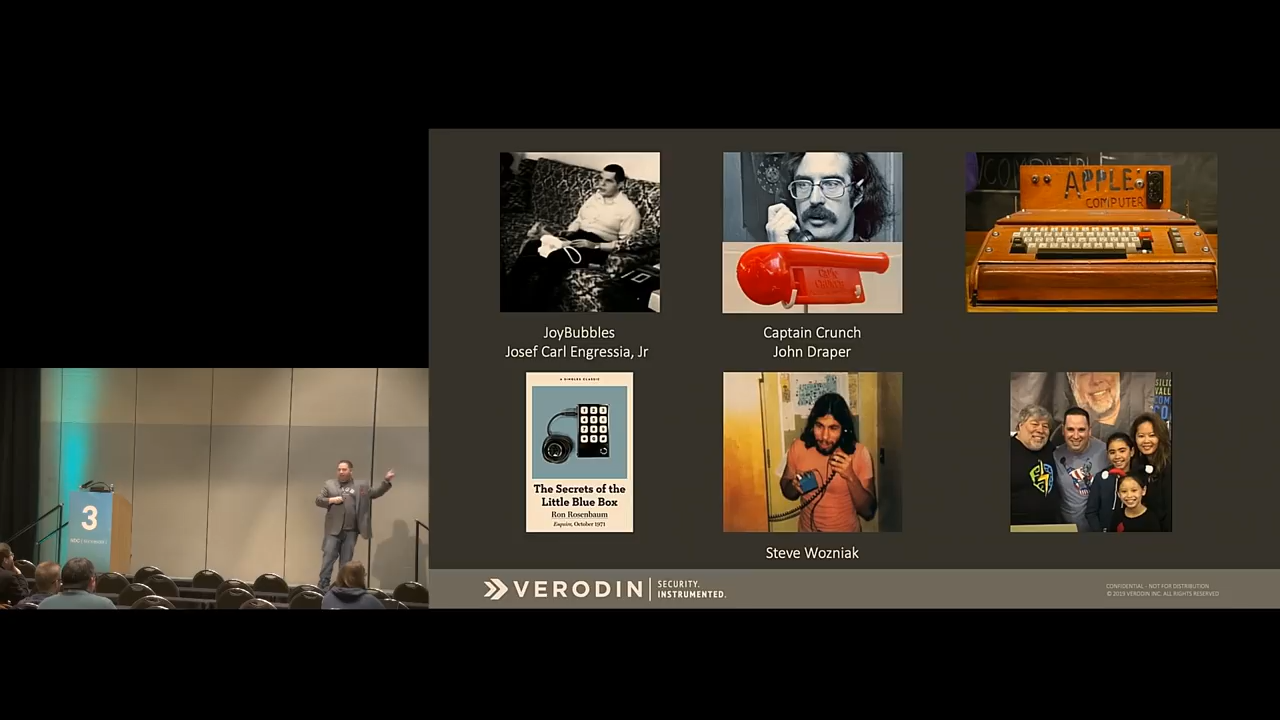 APPLE
COMPUTER
JoyBubbles
Josef Carl Engressia, Jr
Captain Crunch
John Draper
A SINGLES CLASSIC
The Secrets of the
Little Blue Box
Ron Rosenbaum
Esquire, October 1971
Steve Wozniak
3
VERODIN
SECURITY.
INSTRUMENTED.
CONFIDENTIAL - NOT FOR DISTRIBUTION
© 2019 VERODIN INC. ALL RIGHTS RESERVED